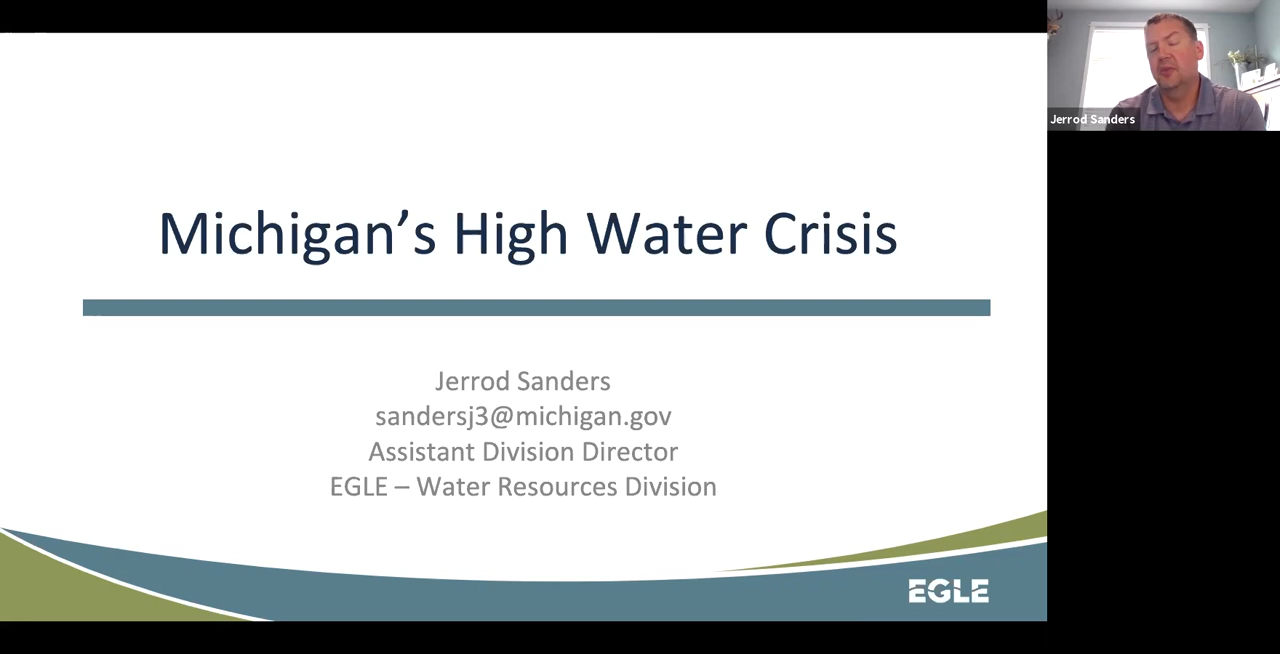 Michigan’s High Water Crisis
Jerrod Sanders
sandersj3@michigan.gov
Assistant Division Director
EGLE – Water Resources Division
EGLE
Jerrod Sanders